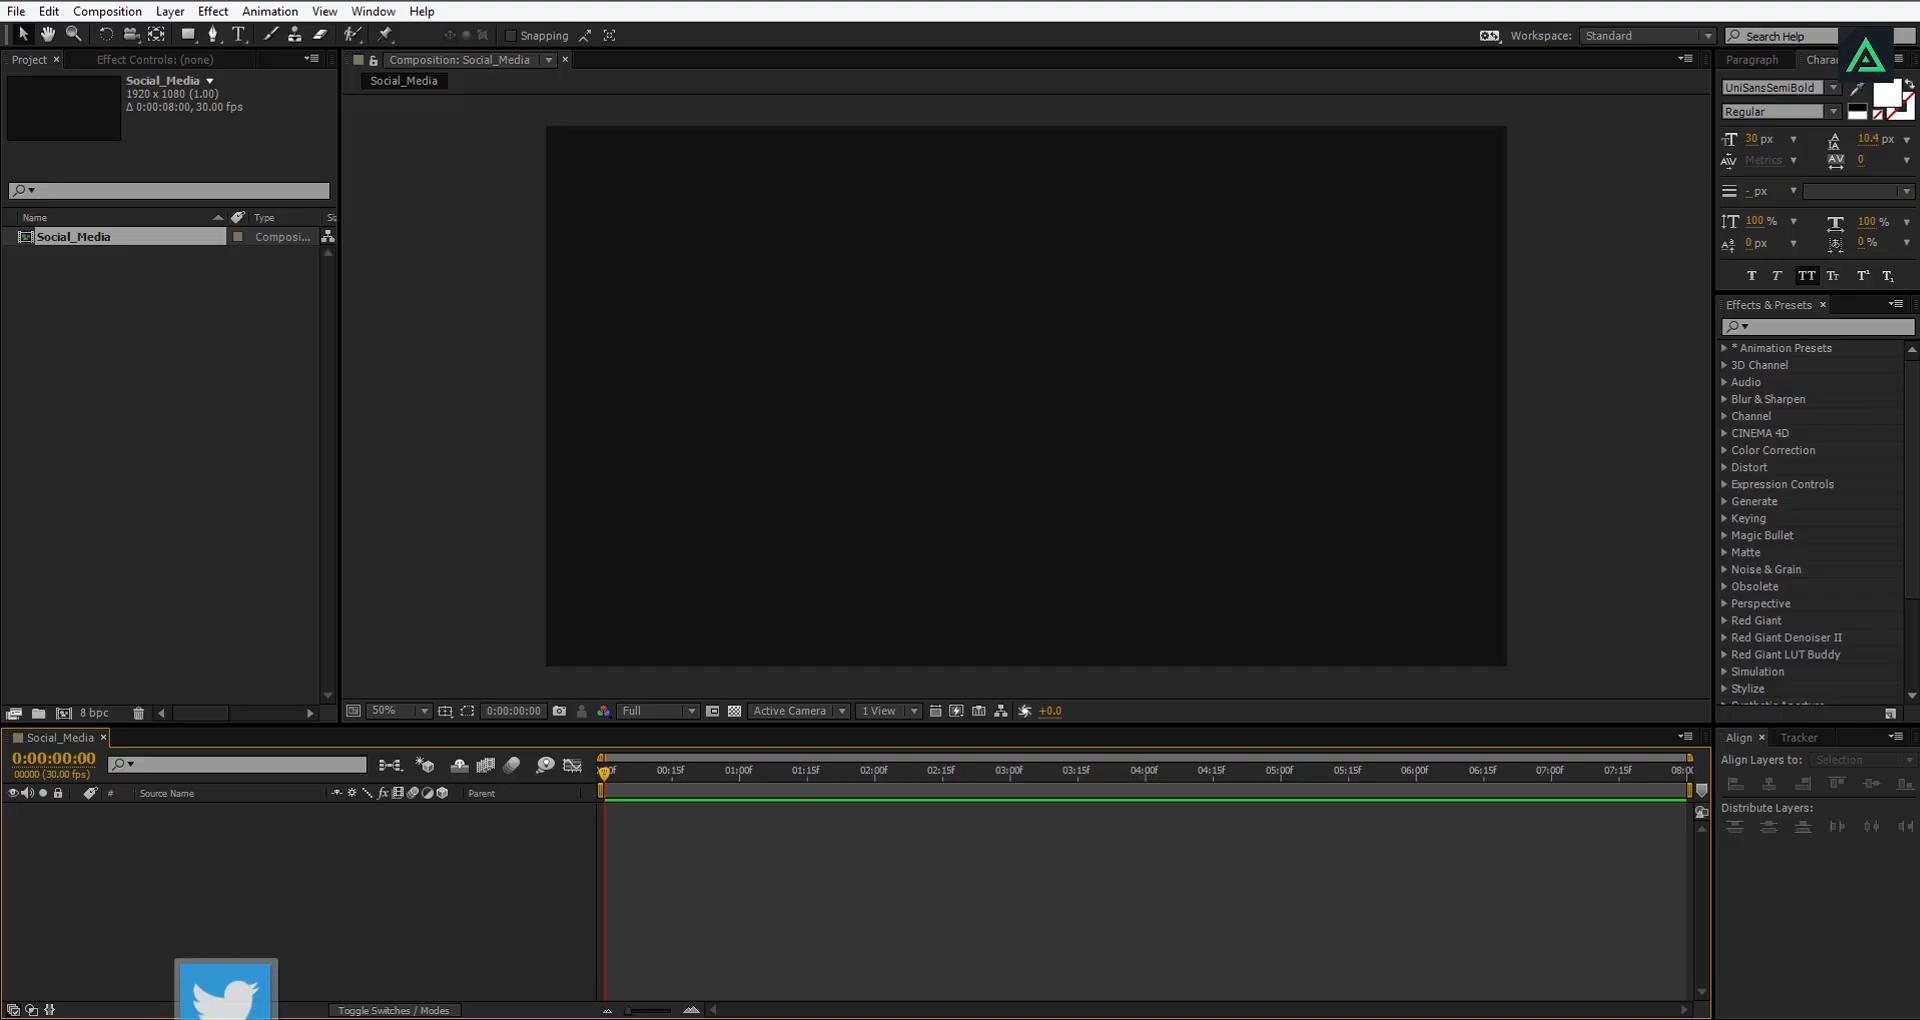 File Edit Composition Layer Effect Animation View Window Help
Snapping
Workspace: Standard
Search Help
Project Effect Controls: (none)
Social_Media
1920 x 1080 (1.00)
Δ 0:00:08:00, 30.00 fps
Name Type
Social_Media Composi...
8 bpc
Composition: Social_Media
Social_Media
50% 0:00:00:00 Full Active Camera 1 View +0.0
Paragraph
UniSansSemiBold
Regular
30 px 10.4 px
Metrics 0
- px
100 % 100 %
0 px 0 %
Effects & Presets
* Animation Presets
3D Channel
Audio
Blur & Sharpen
Channel
CINEMA 4D
Color Correction
Distort
Expression Controls
Generate
Keying
Magic Bullet
Matte
Noise & Grain
Obsolete
Perspective
Red Giant
Red Giant Denoiser II
Red Giant LUT Buddy
Simulation
Stylize
Social_Media
0:00:00:00
00000 (30.00 fps)
00:15f 01:00f 01:15f 02:00f 02:15f 03:00f 03:15f 04:00f 04:15f 05:00f 05:15f 06:00f 06:15f 07:00f 07:15f
# Source Name fx Parent
Toggle Switches / Modes
Align Tracker
Align Layers to: Selection
Distribute Layers: